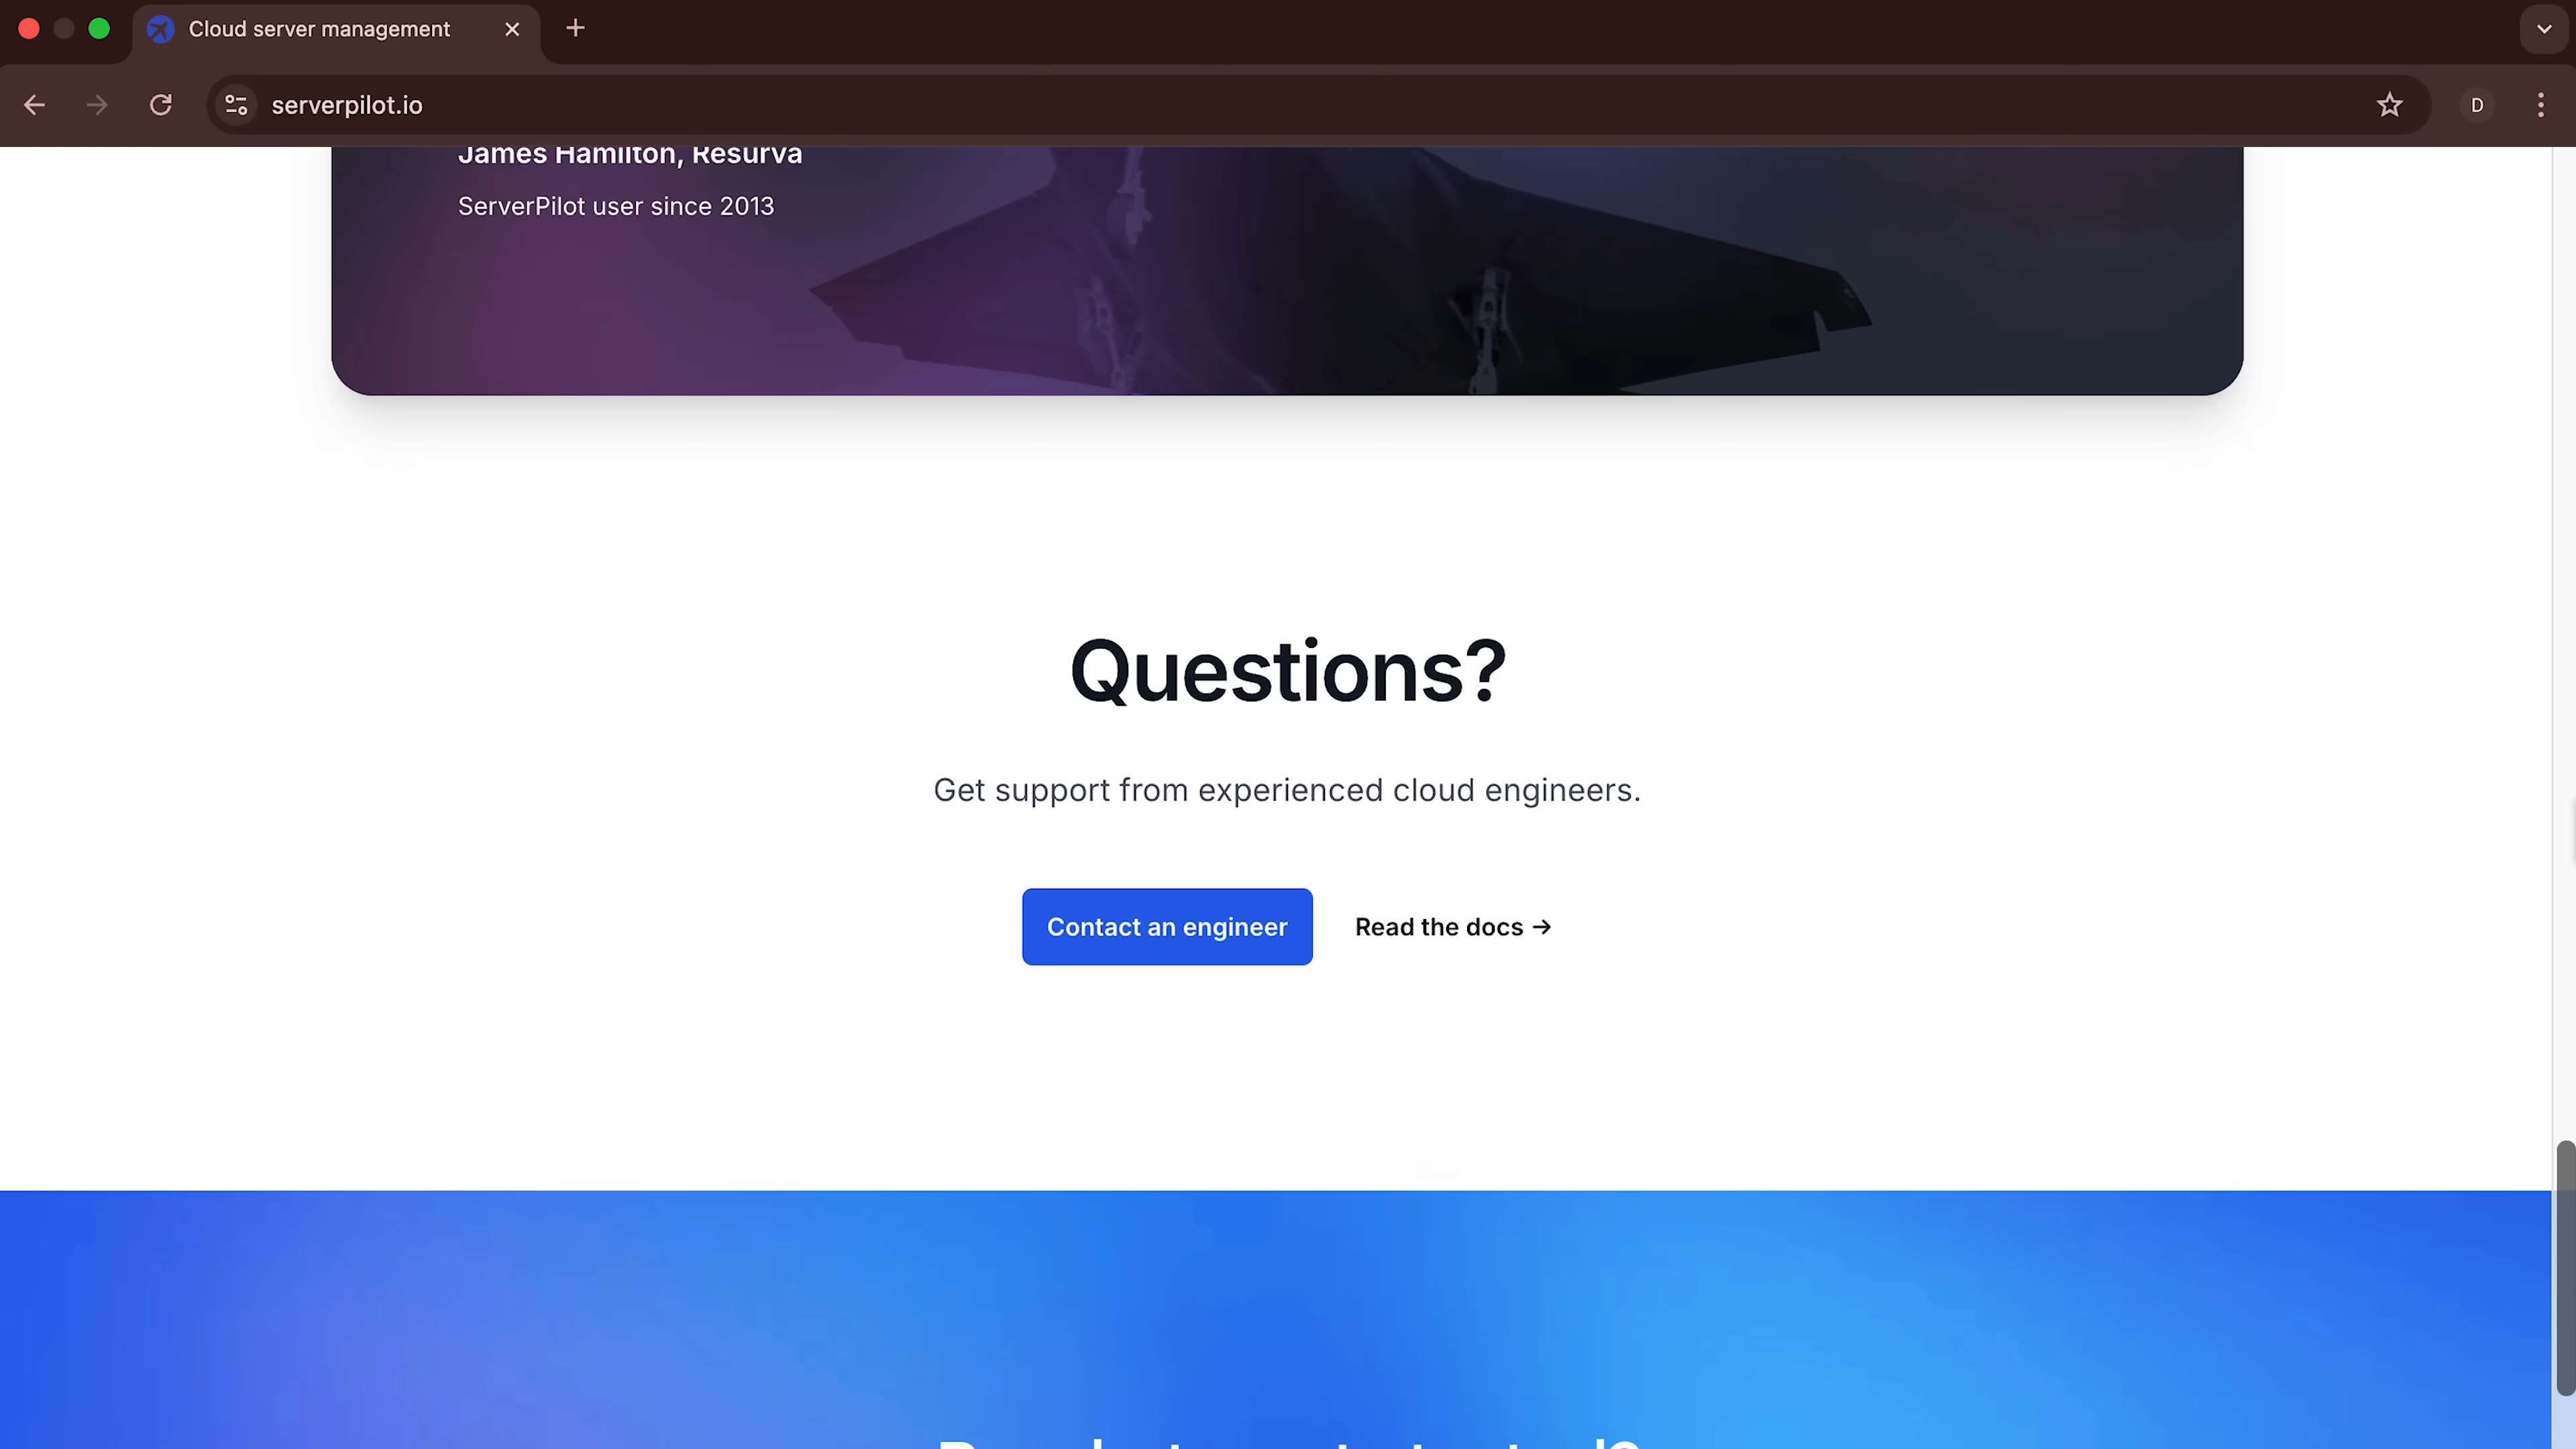 Cloud server management
serverpilot.io
D
James Hamilton, Resurva
ServerPilot user since 2013
Questions?
Get support from experienced cloud engineers.
Contact an engineer
Read the docs →